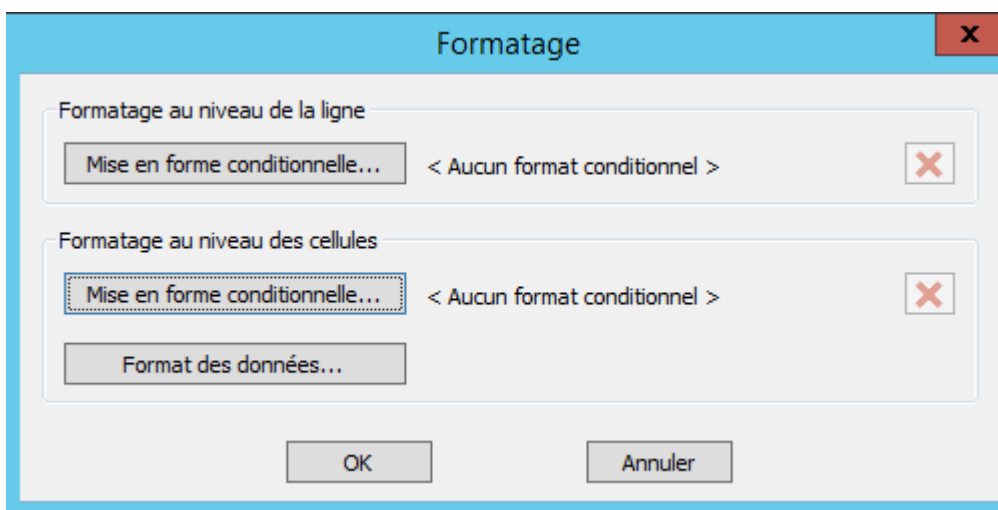 Formatage
x
Formatage au niveau de la ligne
Mise en forme conditionnelle... < Aucun format conditionnel >
Formatage au niveau des cellules
Mise en forme conditionnelle... < Aucun format conditionnel >
Format des données...
OK Annuler